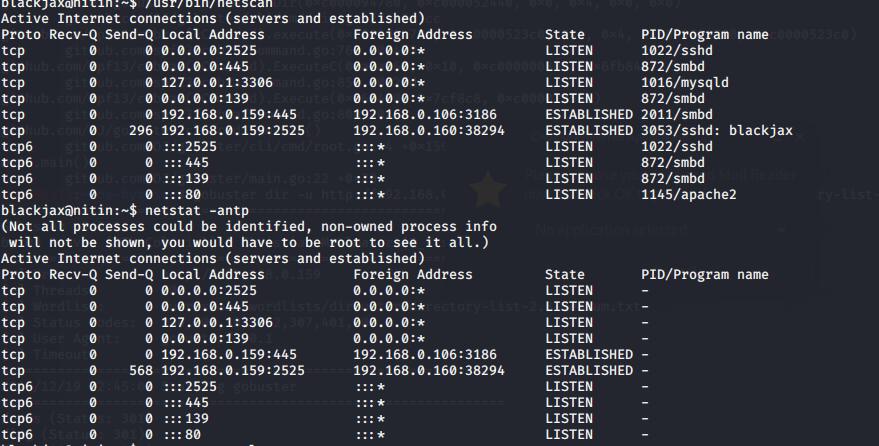 blackjax@nitin:~$ /usr/bin/netscan
Active Internet connections (servers and established)
Proto Recv-Q Send-Q Local Address           Foreign Address         State       PID/Program name
tcp        0      0 0.0.0.0:2525            0.0.0.0:*               LISTEN      1022/sshd
tcp        0      0 0.0.0.0:445             0.0.0.0:*               LISTEN      872/smbd
tcp        0      0 127.0.0.1:3306          0.0.0.0:*               LISTEN      1016/mysqld
tcp        0      0 0.0.0.0:139             0.0.0.0:*               LISTEN      872/smbd
tcp        0      0 192.168.0.159:445       192.168.0.106:3186      ESTABLISHED 2011/smbd
tcp        0    296 192.168.0.159:2525      192.168.0.160:38294     ESTABLISHED 3053/sshd: blackjax
tcp6       0      0 :::2525                 :::*                    LISTEN      1022/sshd
tcp6       0      0 :::445                  :::*                    LISTEN      872/smbd
tcp6       0      0 :::139                  :::*                    LISTEN      872/smbd
tcp6       0      0 :::80                   :::*                    LISTEN      1145/apache2
blackjax@nitin:~$ netstat -antp
(Not all processes could be identified, non-owned process info
 will not be shown, you would have to be root to see it all.)
Active Internet connections (servers and established)
Proto Recv-Q Send-Q Local Address           Foreign Address         State       PID/Program name
tcp        0      0 0.0.0.0:2525            0.0.0.0:*               LISTEN      -
tcp        0      0 0.0.0.0:445             0.0.0.0:*               LISTEN      -
tcp        0      0 127.0.0.1:3306          0.0.0.0:*               LISTEN      -
tcp        0      0 0.0.0.0:139             0.0.0.0:*               LISTEN      -
tcp        0      0 192.168.0.159:445       192.168.0.106:3186      ESTABLISHED -
tcp        0    568 192.168.0.159:2525      192.168.0.160:38294     ESTABLISHED -
tcp6       0      0 :::2525                 :::*                    LISTEN      -
tcp6       0      0 :::445                  :::*                    LISTEN      -
tcp6       0      0 :::139                  :::*                    LISTEN      -
tcp6       0      0 :::80                   :::*                    LISTEN      -